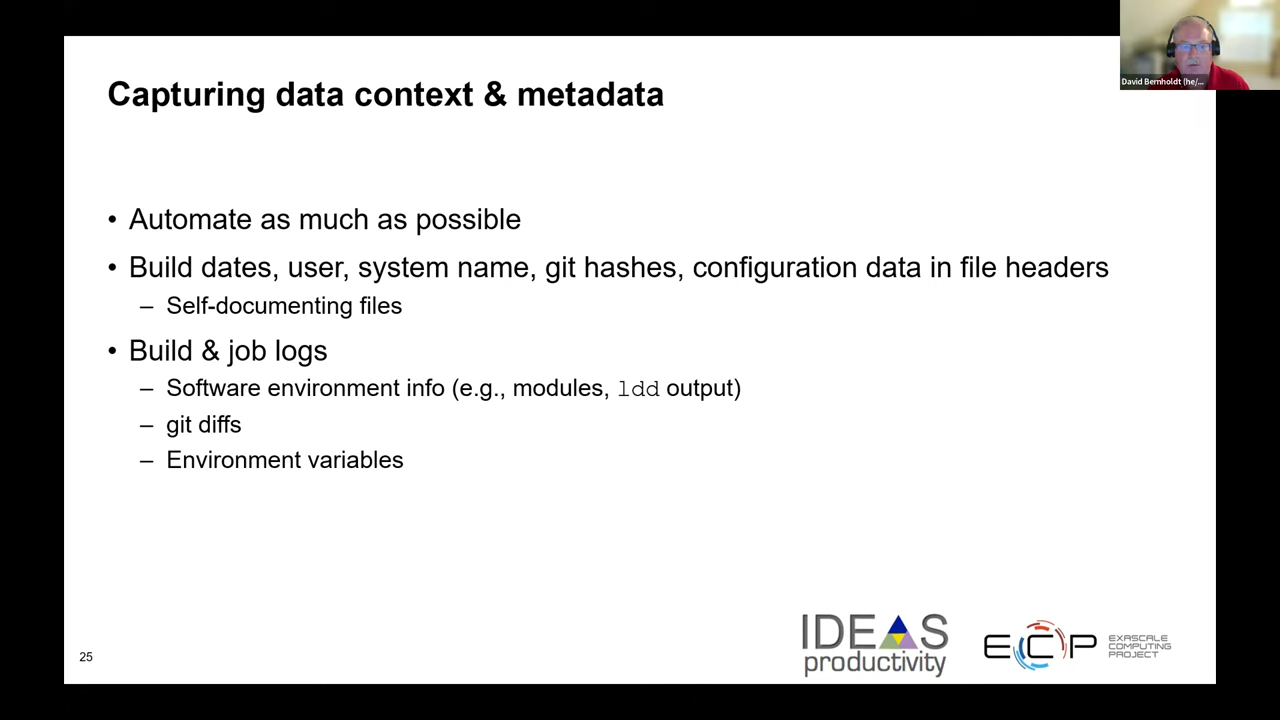 David Bernholdt (he/...
Capturing data context & metadata
• Automate as much as possible
• Build dates, user, system name, git hashes, configuration data in file headers
– Self-documenting files
• Build & job logs
– Software environment info (e.g., modules, ldd output)
– git diffs
– Environment variables
25
IDEAS
productivity
ECP
EXASCALE
COMPUTING
PROJECT